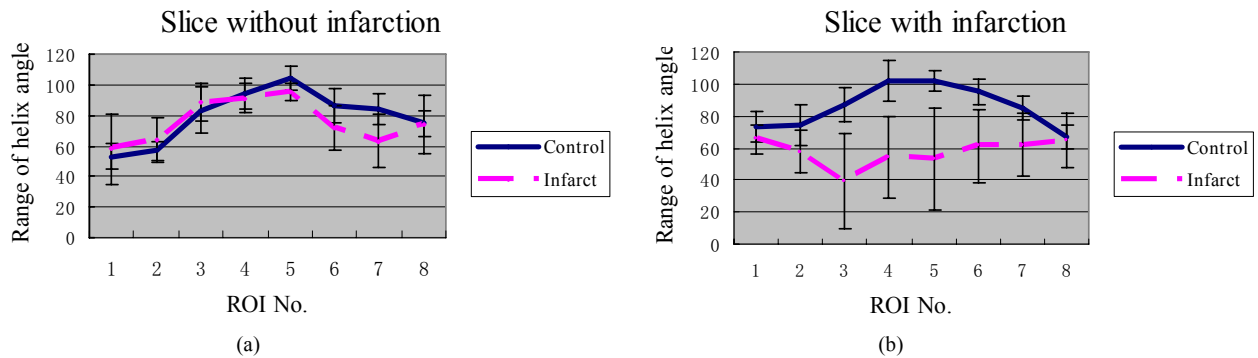 Slice without infarction
Range of helix angle
120
100
80
60
40
20
0
1 2 3 4 5 6 7 8
ROI No.
Control
Infarct
(a)
Slice with infarction
Range of helix angle
120
100
80
60
40
20
0
1 2 3 4 5 6 7 8
ROI No.
Control
Infarct
(b)